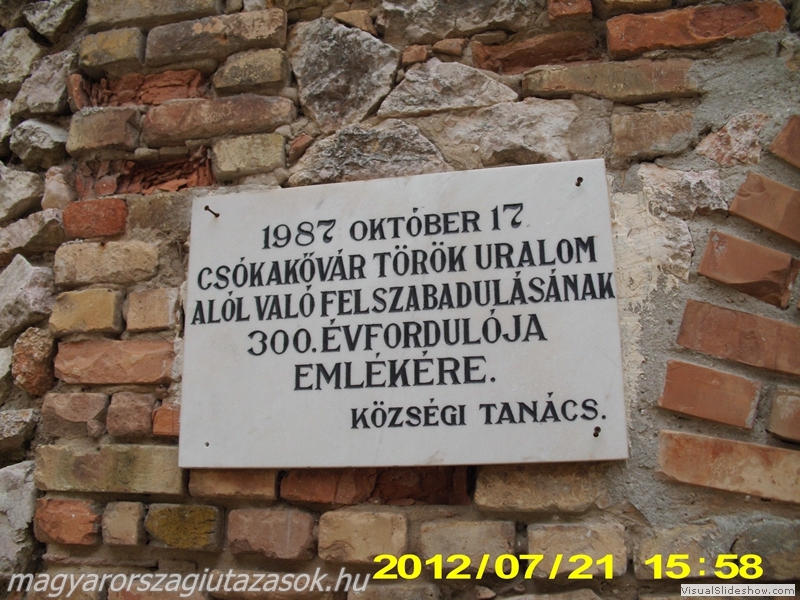 1987 OKTÓBER 17
CSÓKAKŐVÁR TÖRÖK URALOM
ALÓL VALÓ FELSZABADULÁSÁNAK
300. ÉVFORDULÓJA
EMLÉKÉRE.
KÖZSÉGI TANÁCS.
2012/07/21 15:58
magyarorszagiutazasok.hu
VisualSlideshow.com